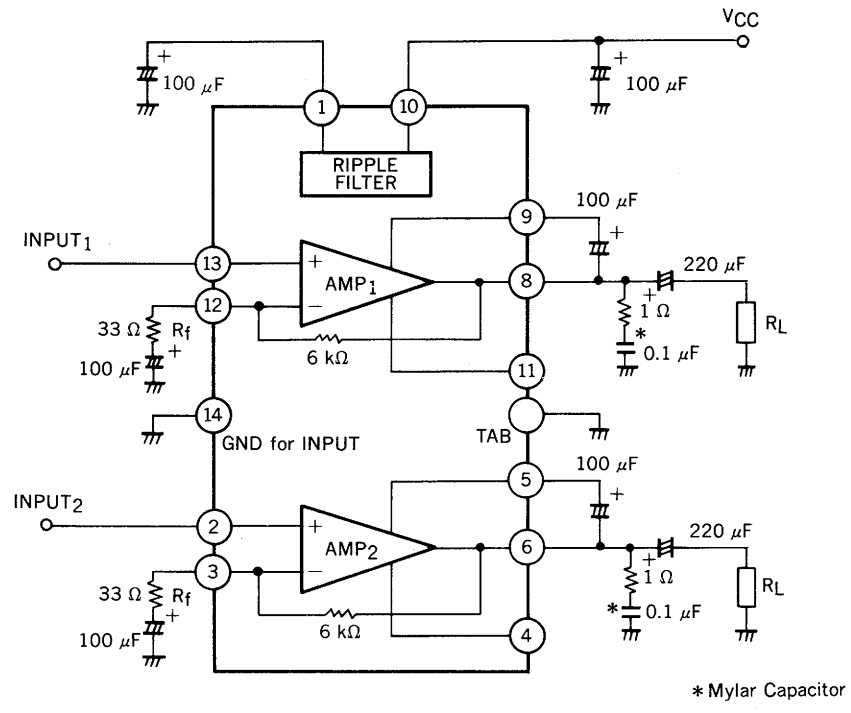 VCC
+
100 μF
+
100 μF
1
10
RIPPLE
FILTER
9
100 μF
+
INPUT1
13
+
AMP1
8
220 μF
+
12
−
33 Ω
Rf
+
100 μF
6 kΩ
1 Ω
*
0.1 μF
RL
11
14
GND for INPUT
TAB
5
100 μF
+
INPUT2
2
+
AMP2
6
220 μF
+
3
−
33 Ω
Rf
+
100 μF
6 kΩ
1 Ω
*
0.1 μF
RL
4
* Mylar Capacitor